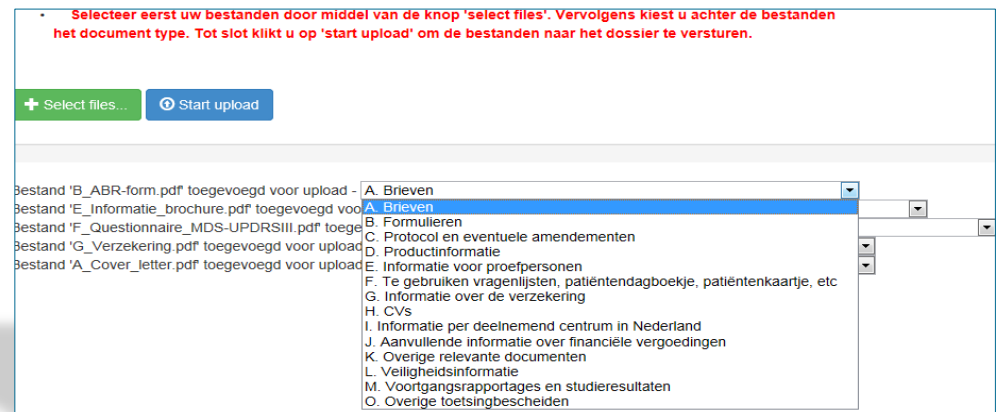 • Selecteer eerst uw bestanden door middel van de knop 'select files'. Vervolgens kiest u achter de bestanden
het document type. Tot slot klikt u op 'start upload' om de bestanden naar het dossier te versturen.
Select files... Start upload
Bestand 'B_ABR-form.pdf' toegevoegd voor upload - A. Brieven
Bestand 'E_Informatie_brochure.pdf' toegevoegd voo
Bestand 'F_Questionnaire_MDS-UPDRSIII.pdf' toege
Bestand 'G_Verzekering.pdf' toegevoegd voor upload
Bestand 'A_Cover_letter.pdf' toegevoegd voor upload
A. Brieven
B. Formulieren
C. Protocol en eventuele amendementen
D. Productinformatie
E. Informatie voor proefpersonen
F. Te gebruiken vragenlijsten, patiëntendagboekje, patiëntenkaartje, etc
G. Informatie over de verzekering
H. CVs
I. Informatie per deelnemend centrum in Nederland
J. Aanvullende informatie over financiële vergoedingen
K. Overige relevante documenten
L. Veiligheidsinformatie
M. Voortgangsrapportages en studieresultaten
O. Overige toetsingbescheiden